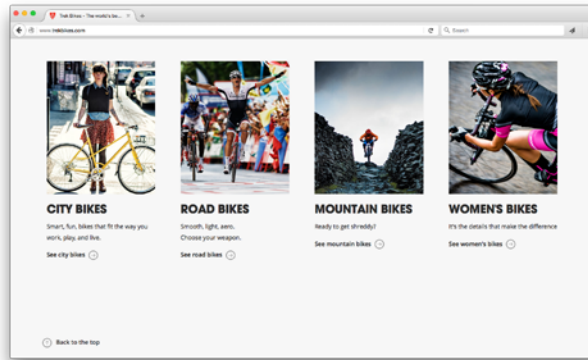 Trek Bikes - The world's be...
www.trekbikes.com
Search
CITY BIKES
Smart, fun, bikes that fit the way you
work, play, and live.
See city bikes
ROAD BIKES
Smooth, light, aero.
Choose your weapon.
See road bikes
MOUNTAIN BIKES
Ready to get shreddy?
See mountain bikes
WOMEN'S BIKES
It's the details that make the difference
See women's bikes
Back to the top